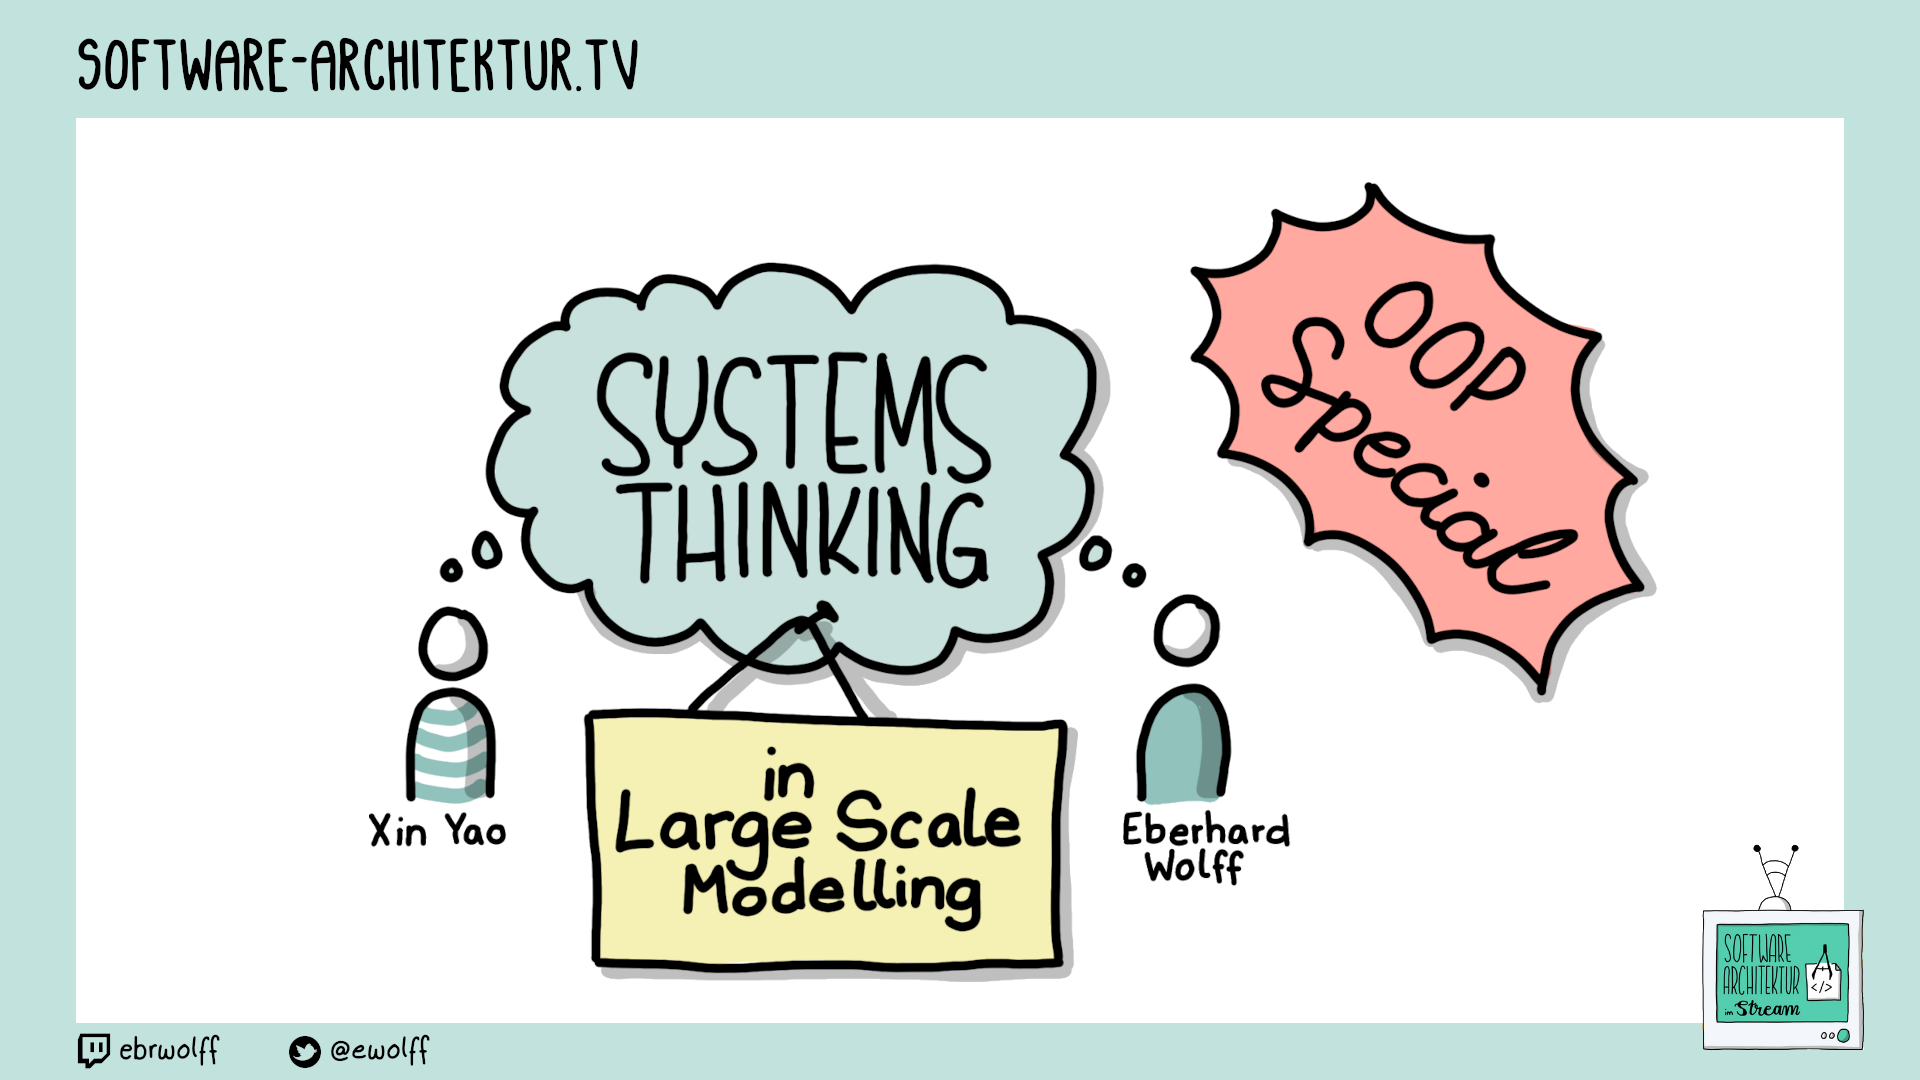 SOFTWARE-ARCHITEKTUR.TV
OOP
Special
SYSTEMS
THINKING
in
Large Scale
Modelling
Xin Yao
Eberhard
Wolff
SOFTWARE
ARCHITEKTUR
</>
im Stream
ebrwolff
@ewolff